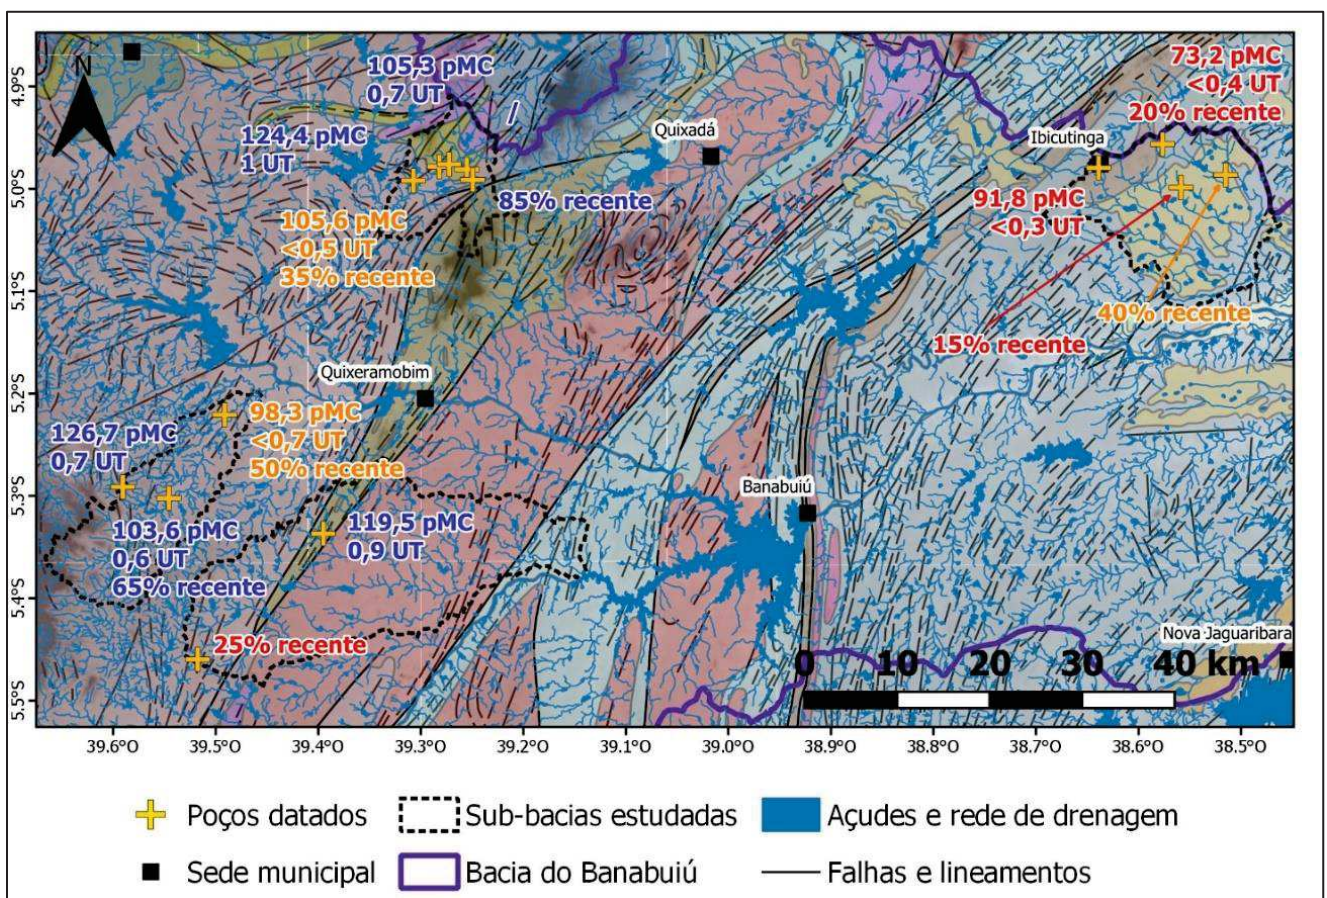 N
105,3 pMC
0,7 UT
124,4 pMC
1 UT
105,6 pMC
<0,5 UT
35% recente
85% recente
Quixadá
Ibicutinga
73,2 pMC
<0,4 UT
20% recente
91,8 pMC
<0,3 UT
40% recente
15% recente
Quixeramobim
126,7 pMC
0,7 UT
98,3 pMC
<0,7 UT
50% recente
103,6 pMC
0,6 UT
65% recente
119,5 pMC
0,9 UT
25% recente
Banabuiú
Nova Jaguaribara
0 10 20 30 40 km
4.9°S
5.0°S
5.1°S
5.2°S
5.3°S
5.4°S
5.5°S
39.6°O 39.5°O 39.4°O 39.3°O 39.2°O 39.1°O 39.0°O 38.9°O 38.8°O 38.7°O 38.6°O 38.5°O
Poços datados Sub-bacias estudadas Açudes e rede de drenagem
Sede municipal Bacia do Banabuiú Falhas e lineamentos